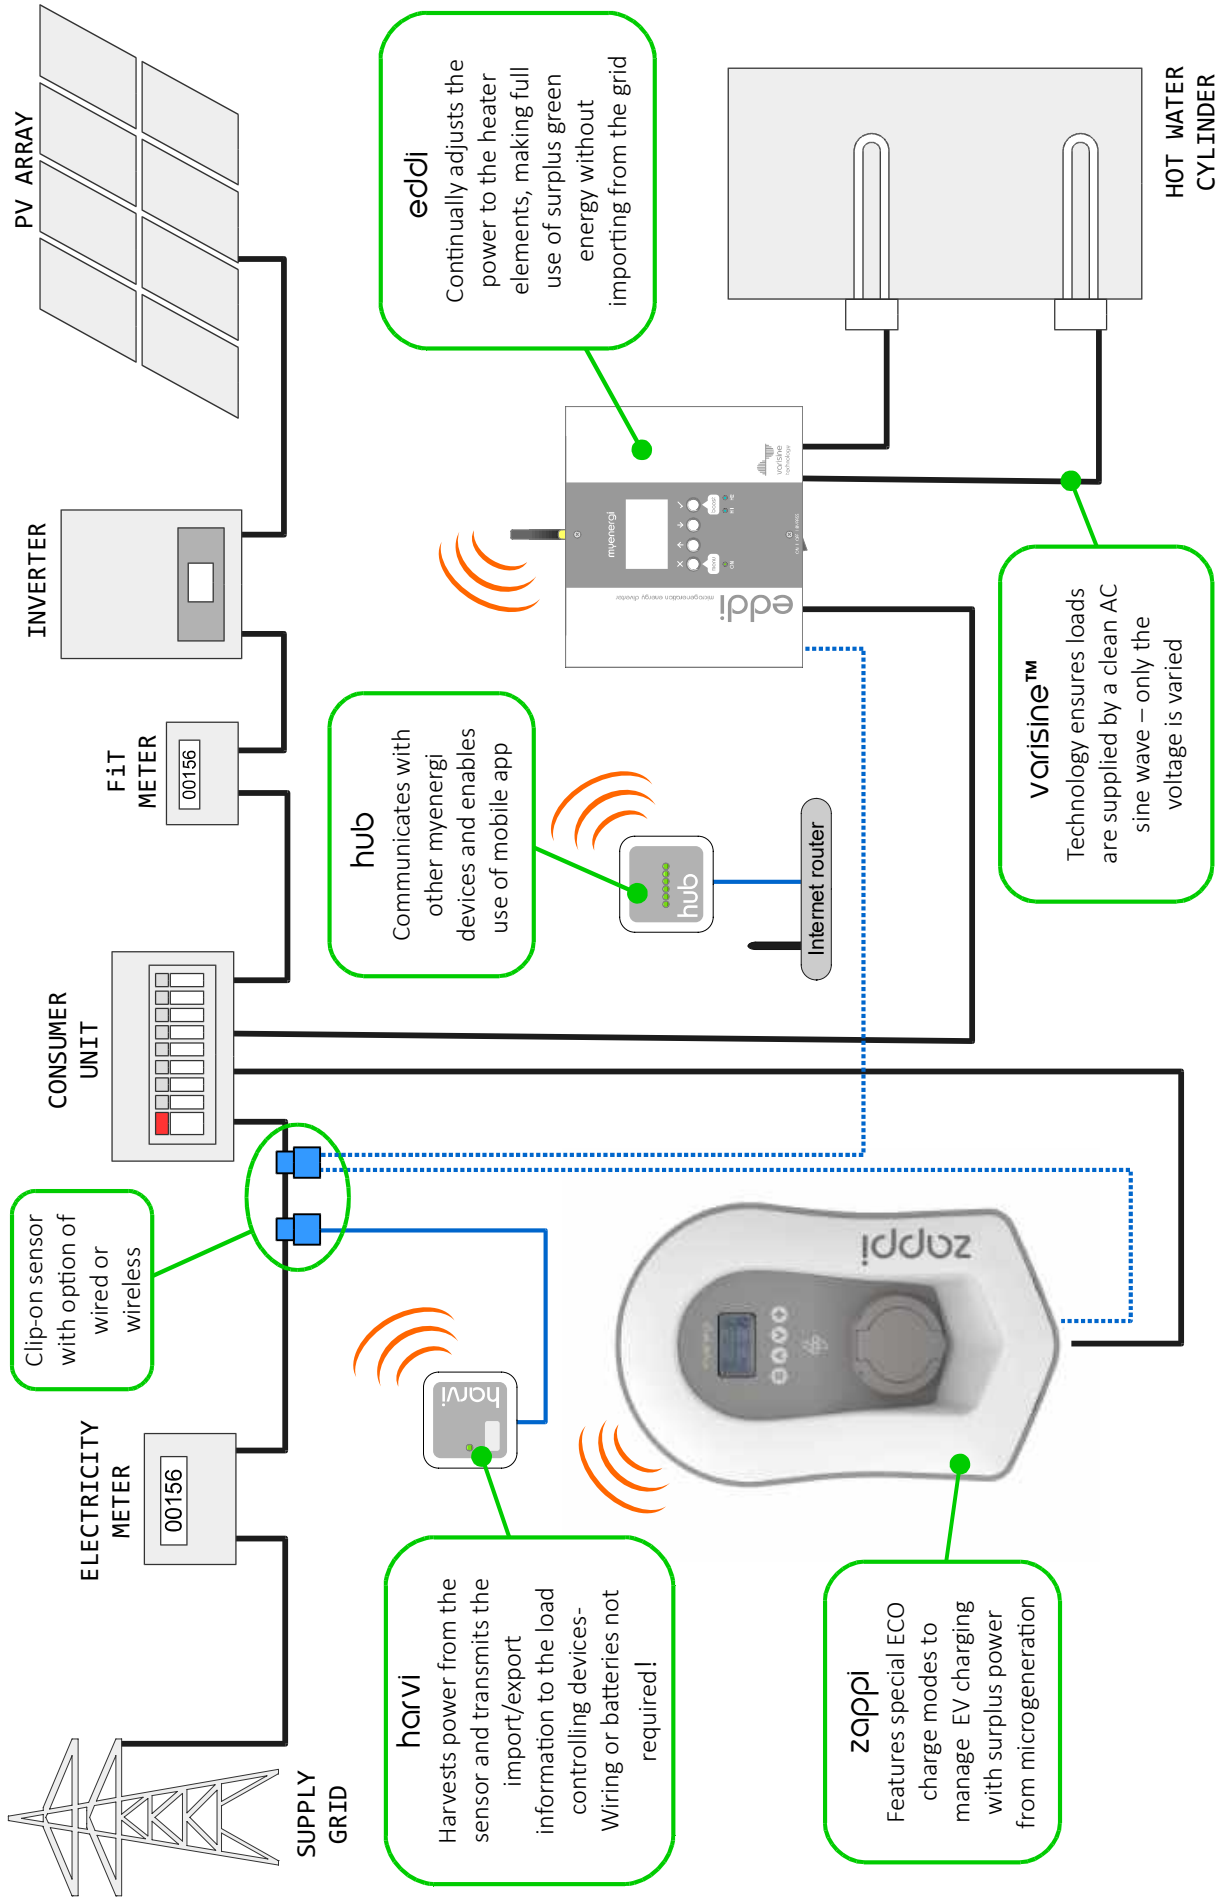 SUPPLY
GRID
ELECTRICITY
METER
00156
Clip-on sensor
with option of
wired or
wireless
CONSUMER
UNIT
FiT
METER
00156
INVERTER
PV ARRAY
harvi
Harvests power from the
sensor and transmits the
import/export
information to the load
controlling devices-
Wiring or batteries not
required!
harvi
hub
Communicates with
other myenergi
devices and enables
use of mobile app
hub
Internet router
eddi
Continually adjusts the
power to the heater
elements, making full
use of surplus green
energy without
importing from the grid
myenergi
microgeneration energy diverter
eddi
varisine
technology
zappi
Features special ECO
charge modes to
manage EV charging
with surplus power
from microgeneration
zappi
varisine™
Technology ensures loads
are supplied by a clean AC
sine wave – only the
voltage is varied
HOT WATER
CYLINDER